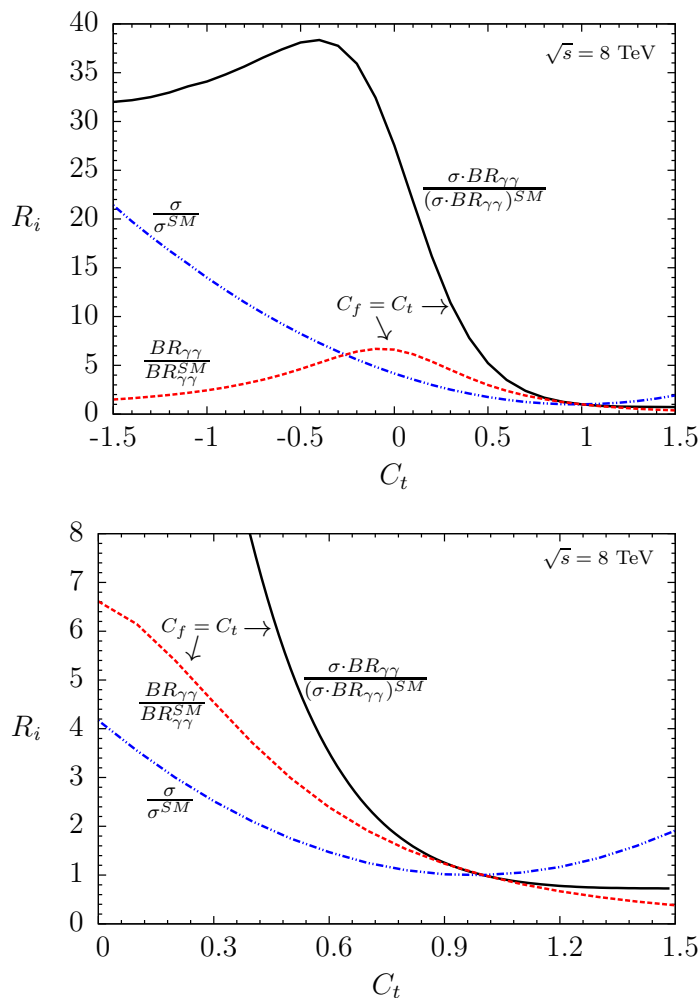 40
35
30
25
20
15
10
5
0
R_i
√s = 8 TeV
σ·BR_γγ / (σ·BR_γγ)^SM
σ / σ^SM
C_f = C_t →
BR_γγ / BR_γγ^SM
-1.5 -1 -0.5 0 0.5 1 1.5
C_t
8
7
6
5
4
3
2
1
0
R_i
√s = 8 TeV
C_f = C_t →
σ·BR_γγ / (σ·BR_γγ)^SM
BR_γγ / BR_γγ^SM
σ / σ^SM
0 0.3 0.6 0.9 1.2 1.5
C_t